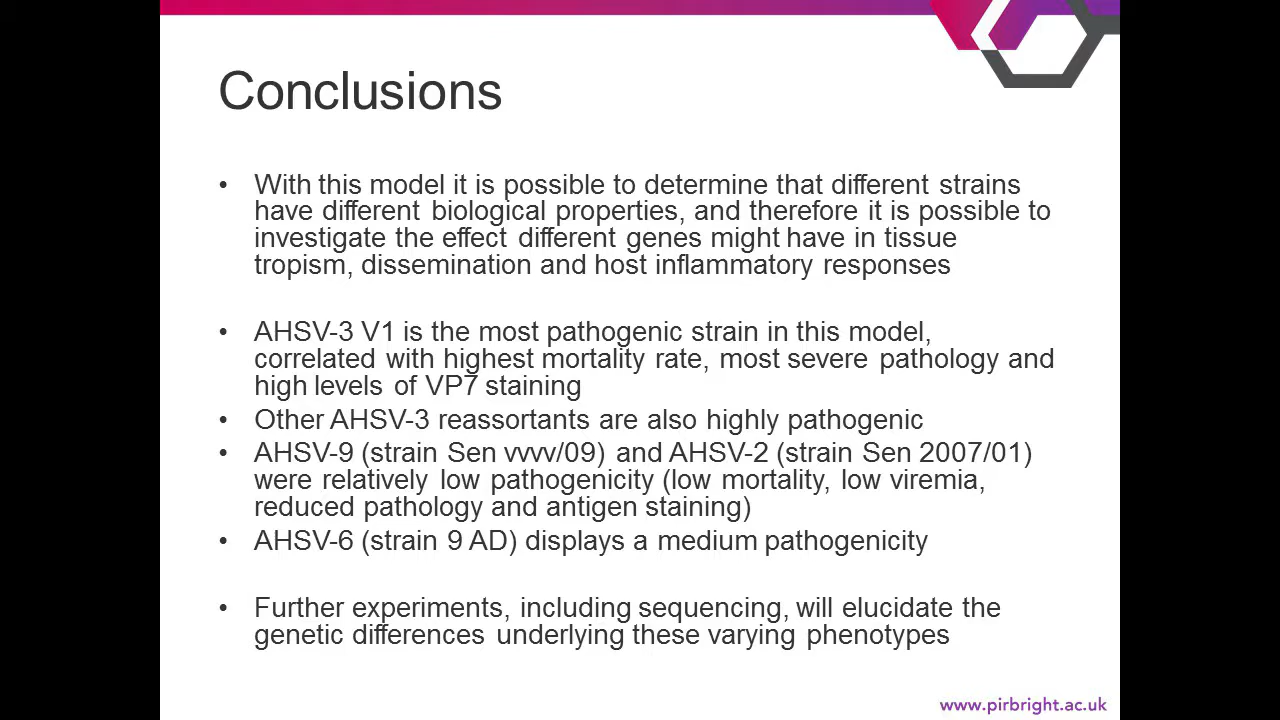 Conclusions
• With this model it is possible to determine that different strains
have different biological properties, and therefore it is possible to
investigate the effect different genes might have in tissue
tropism, dissemination and host inflammatory responses
• AHSV-3 V1 is the most pathogenic strain in this model,
correlated with highest mortality rate, most severe pathology and
high levels of VP7 staining
• Other AHSV-3 reassortants are also highly pathogenic
• AHSV-9 (strain Sen vvvv/09) and AHSV-2 (strain Sen 2007/01)
were relatively low pathogenicity (low mortality, low viremia,
reduced pathology and antigen staining)
• AHSV-6 (strain 9 AD) displays a medium pathogenicity
• Further experiments, including sequencing, will elucidate the
genetic differences underlying these varying phenotypes
www.pirbright.ac.uk